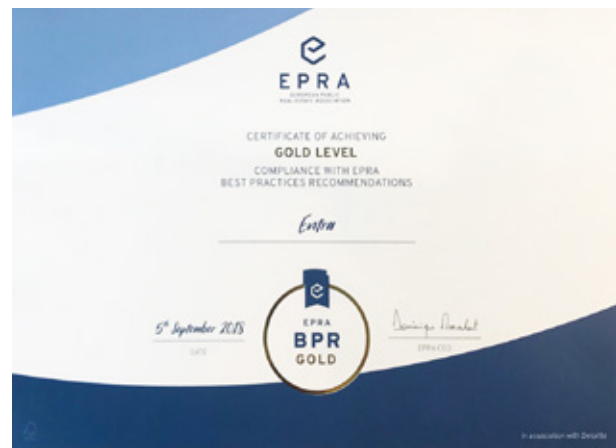 EPRA
EUROPEAN PUBLIC
REAL ESTATE ASSOCIATION
CERTIFICATE OF ACHIEVING
GOLD LEVEL
COMPLIANCE WITH EPRA
BEST PRACTICES RECOMMENDATIONS
Entra
5th September 2018
DATE
EPRA
BPR
GOLD
EPRA CEO
In association with Deloitte